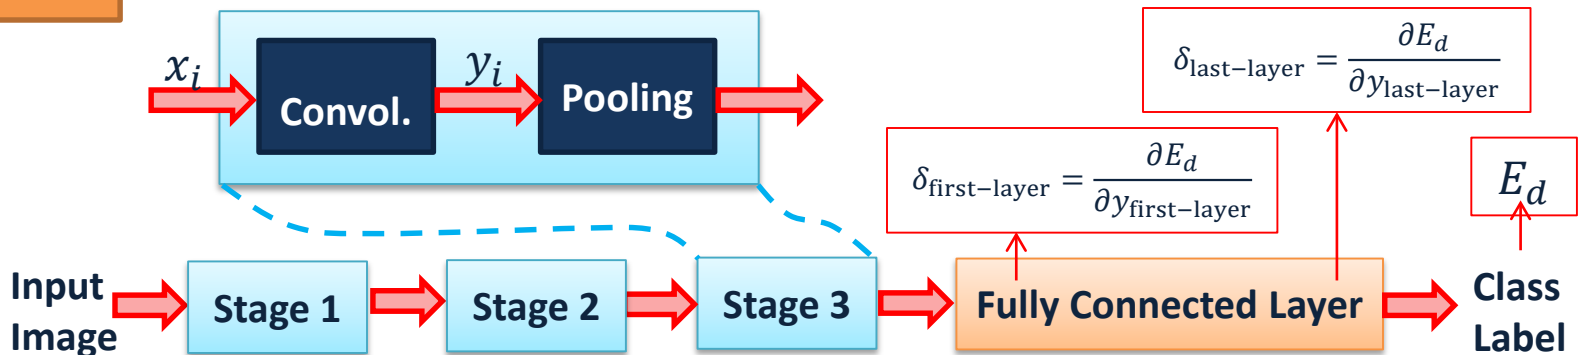 x_i
Convol.
y_i
Pooling
δ_last−layer = ∂E_d / ∂y_last−layer
δ_first−layer = ∂E_d / ∂y_first−layer
E_d
Input
Image
Stage 1
Stage 2
Stage 3
Fully Connected Layer
Class
Label